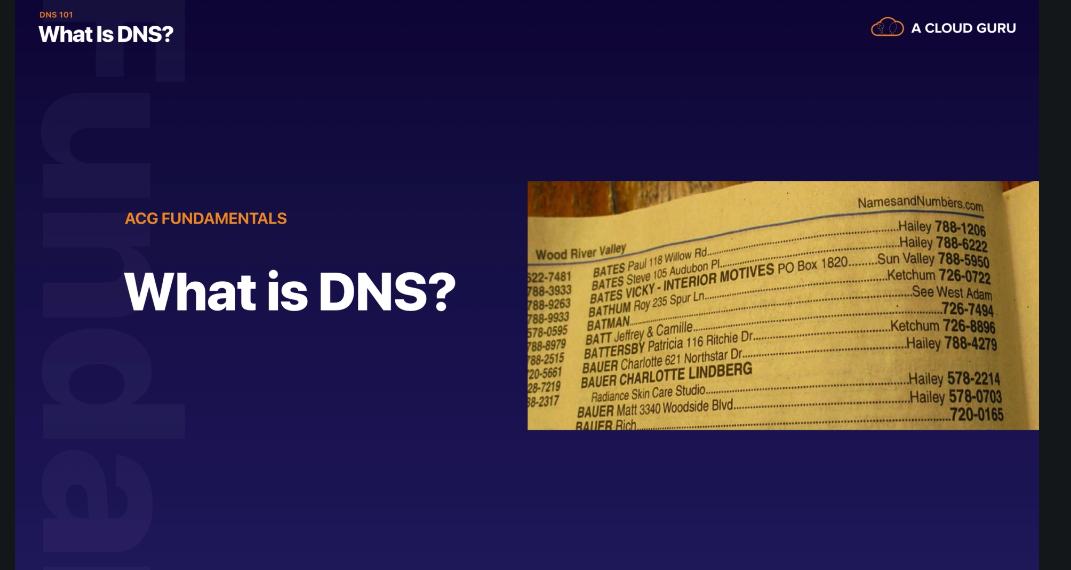 DNS 101
What Is DNS?
A CLOUD GURU
Funda
ACG FUNDAMENTALS
What is DNS?
NamesandNumbers.com
Wood River Valley
622-7481
788-3933
788-9263
788-9933
578-0595
788-8979
788-2515
720-5661
28-7219
8-2317
BATES Paul 118 Willow Rd....Hailey 788-1206
BATES Steve 105 Audubon Pl....Hailey 788-6222
BATES VICKY - INTERIOR MOTIVES PO Box 1820....Sun Valley 788-5950
BATHUM Roy 235 Spur Ln....Ketchum 726-0722
BATMAN....See West Adam
BATT Jeffrey & Camille....726-7494
BATTERSBY Patricia 116 Ritchie Dr....Ketchum 726-8896
BAUER Charlotte 621 Northstar Dr....Hailey 788-4279
BAUER CHARLOTTE LINDBERG
Radiance Skin Care Studio....Hailey 578-2214
BAUER Matt 3340 Woodside Blvd....Hailey 578-0703
BAUER Rich....720-0165